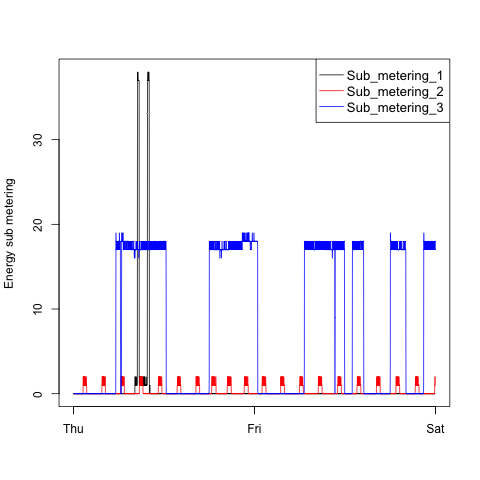 Sub_metering_1
Sub_metering_2
Sub_metering_3
Energy sub metering
30
20
10
0
Thu
Fri
Sat